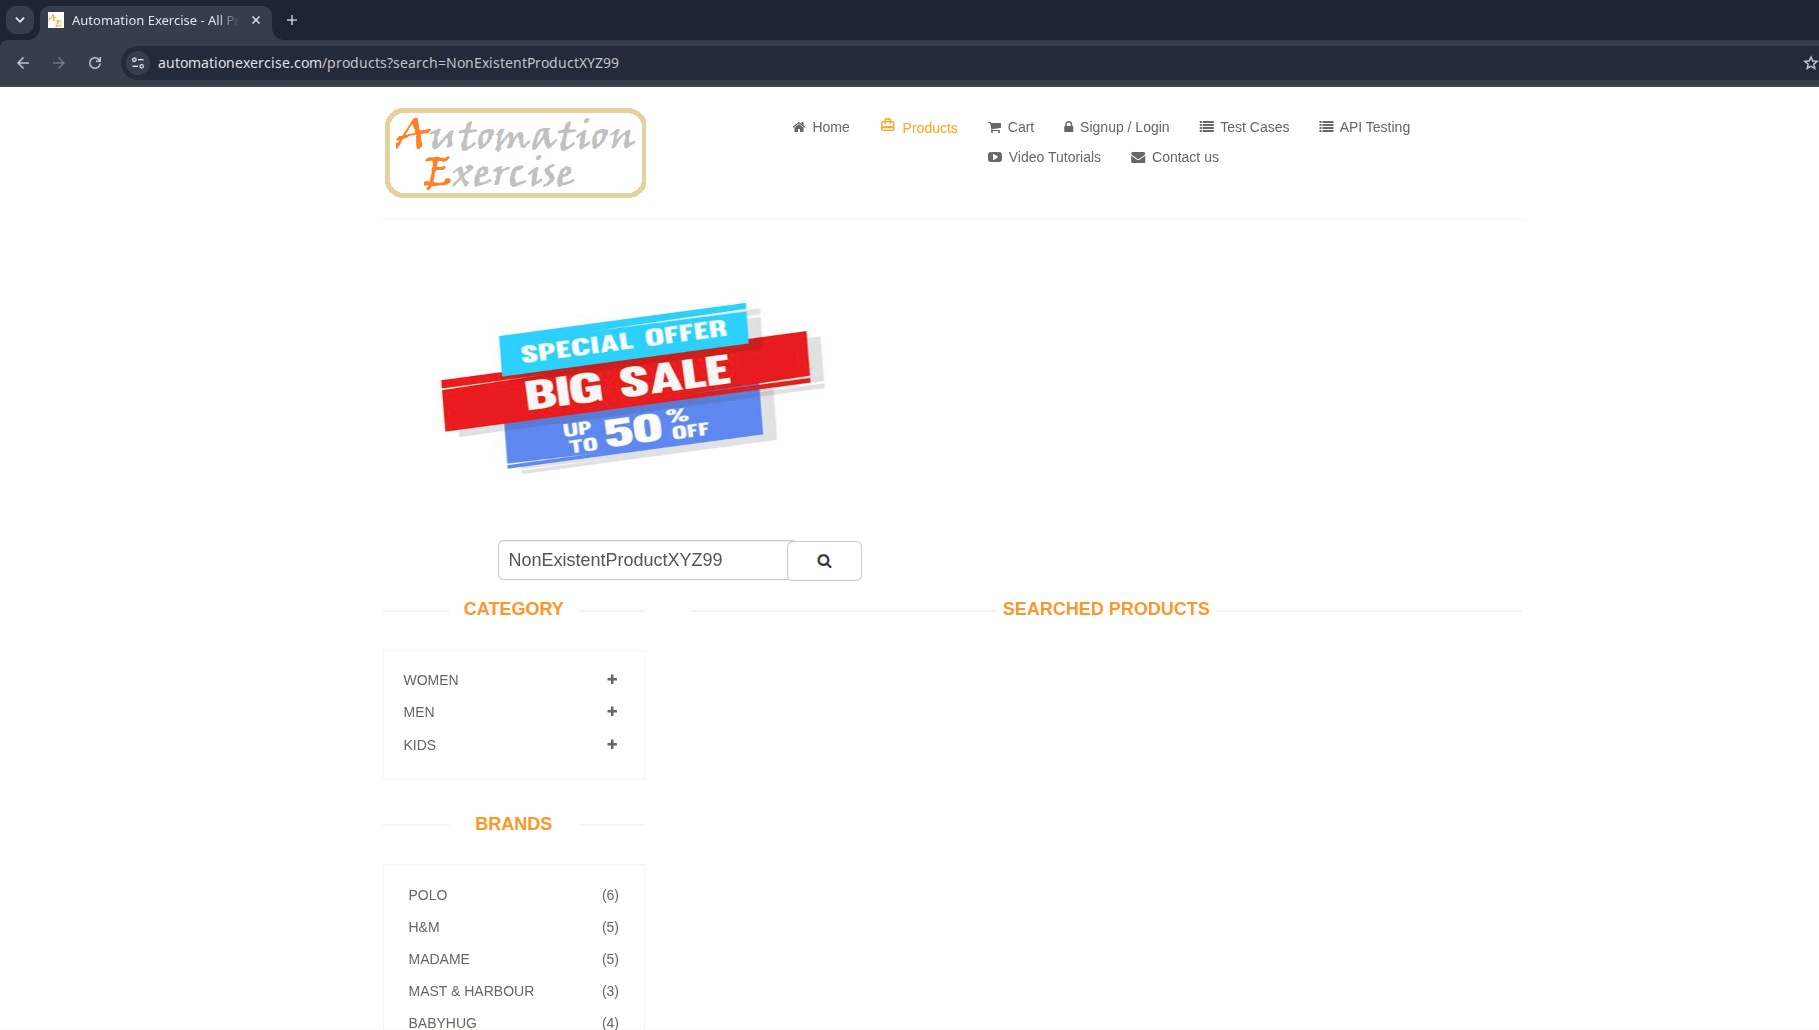 Automation Exercise - All Pr
automationexercise.com/products?search=NonExistentProductXYZ99
Automation
Exercise
Home
Products
Cart
Signup / Login
Test Cases
API Testing
Video Tutorials
Contact us
SPECIAL OFFER
BIG SALE
UP TO 50% OFF
NonExistentProductXYZ99
CATEGORY
SEARCHED PRODUCTS
WOMEN
MEN
KIDS
BRANDS
POLO (6)
H&M (5)
MADAME (5)
MAST & HARBOUR (3)
BABYHUG (4)